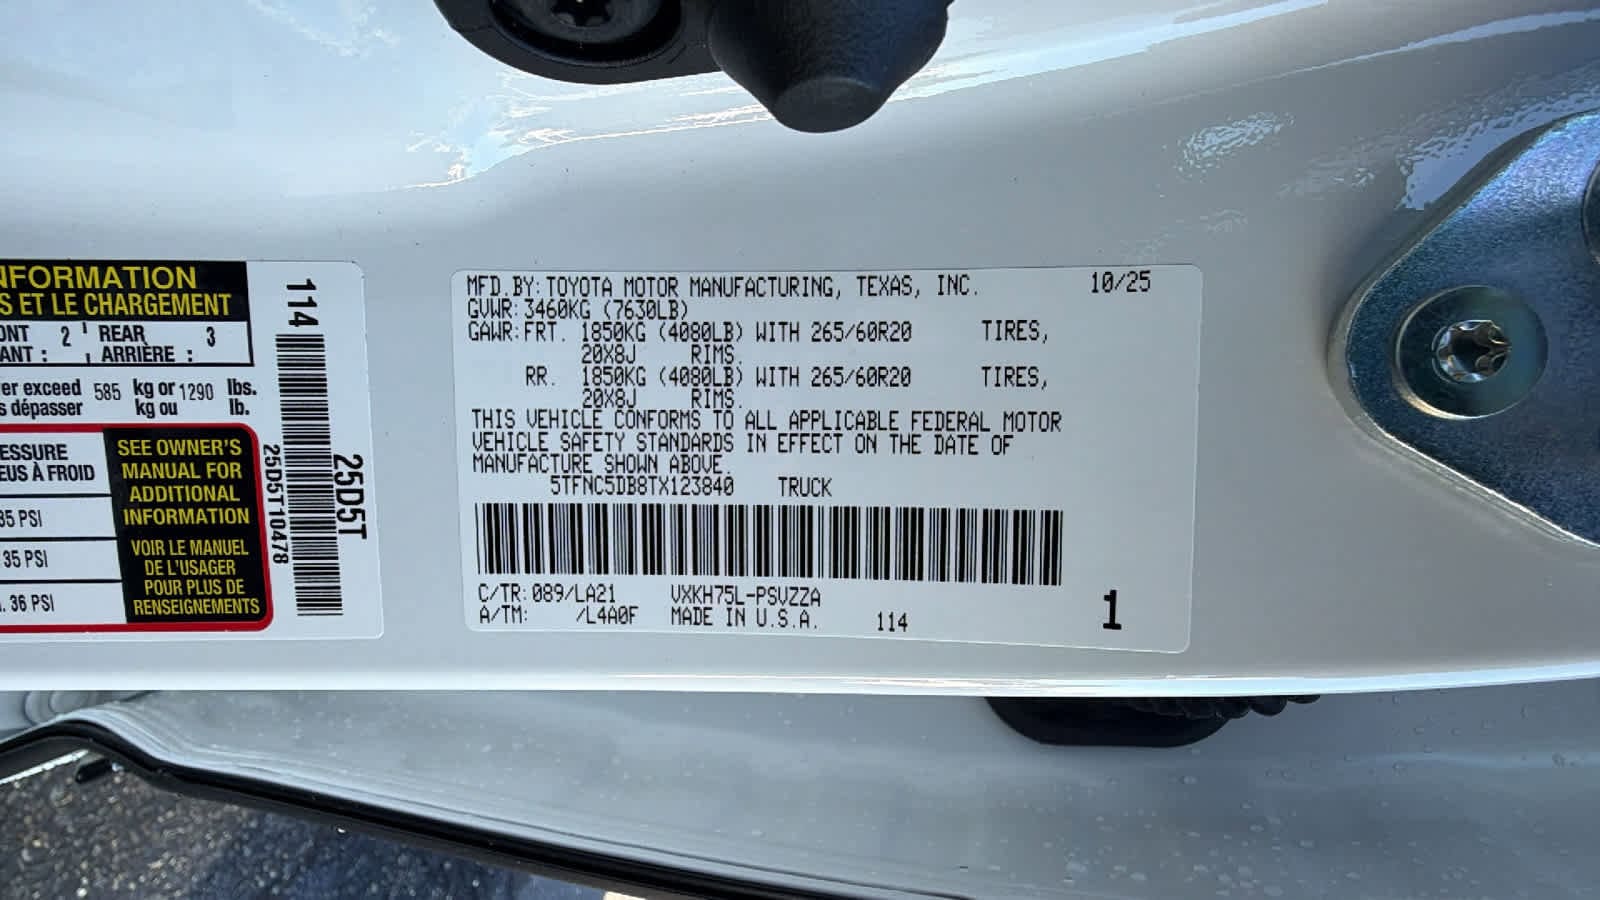 NFORMATION
S ET LE CHARGEMENT
ONT 2 REAR 3
ANT : ARRIÈRE :
er exceed 585 kg or 1290 lbs.
s dépasser kg ou lb.
ESSURE
EUS À FROID
35 PSI
35 PSI
. 36 PSI
SEE OWNER'S
MANUAL FOR
ADDITIONAL
INFORMATION
VOIR LE MANUEL
DE L'USAGER
POUR PLUS DE
RENSEIGNEMENTS
114
25D5T
25D5T10478
MFD.BY:TOYOTA MOTOR MANUFACTURING, TEXAS, INC. 10/25
GVWR:3460KG (7630LB)
GAWR:FRT. 1850KG (4080LB) WITH 265/60R20 TIRES,
20X8J RIMS.
RR. 1850KG (4080LB) WITH 265/60R20 TIRES,
20X8J RIMS.
THIS VEHICLE CONFORMS TO ALL APPLICABLE FEDERAL MOTOR
VEHICLE SAFETY STANDARDS IN EFFECT ON THE DATE OF
MANUFACTURE SHOWN ABOVE.
5TFNC5DB8TX123840 TRUCK
C/TR:089/LA21 VXKH75L-PSVZZA
A/TM: /L4A0F MADE IN U.S.A. 114
1